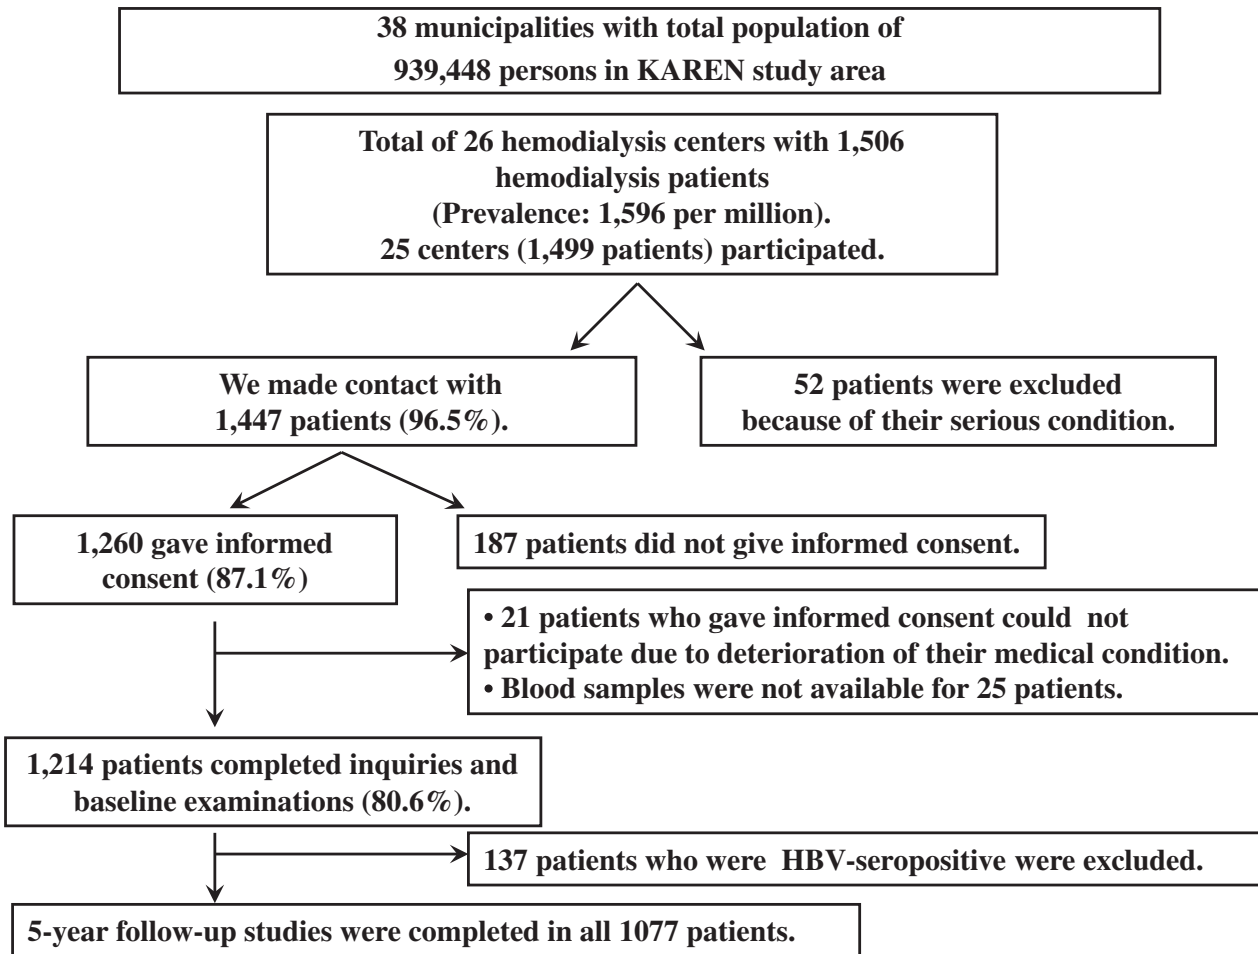 38 municipalities with total population of
939,448 persons in KAREN study area
Total of 26 hemodialysis centers with 1,506
hemodialysis patients
(Prevalence: 1,596 per million).
25 centers (1,499 patients) participated.
We made contact with
1,447 patients (96.5%).
52 patients were excluded
because of their serious condition.
1,260 gave informed
consent (87.1%)
187 patients did not give informed consent.
• 21 patients who gave informed consent could not
participate due to deterioration of their medical condition.
• Blood samples were not available for 25 patients.
1,214 patients completed inquiries and
baseline examinations (80.6%).
137 patients who were HBV-seropositive were excluded.
5-year follow-up studies were completed in all 1077 patients.